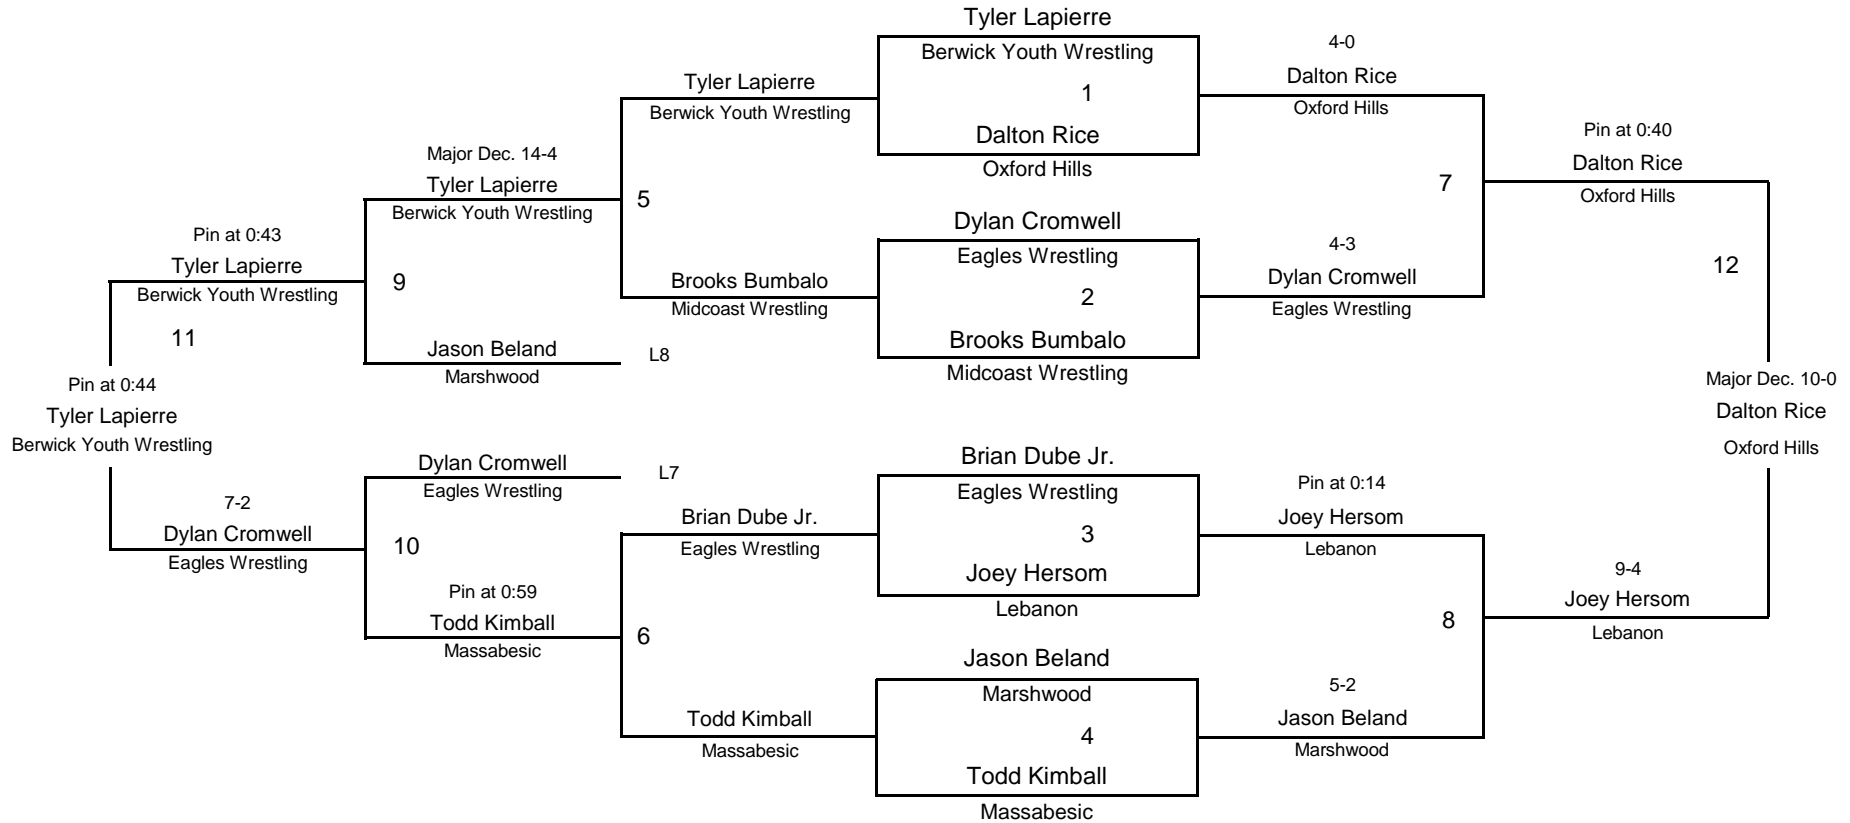 Tyler Lapierre
Berwick Youth Wrestling
1
Dalton Rice
Oxford Hills
Dylan Cromwell
Eagles Wrestling
2
Brooks Bumbalo
Midcoast Wrestling
Brian Dube Jr.
Eagles Wrestling
3
Joey Hersom
Lebanon
Jason Beland
Marshwood
4
Todd Kimball
Massabesic
4-0
Dalton Rice
Oxford Hills
7
4-3
Dylan Cromwell
Eagles Wrestling
Pin at 0:14
Joey Hersom
Lebanon
8
5-2
Jason Beland
Marshwood
Pin at 0:40
Dalton Rice
Oxford Hills
12
9-4
Joey Hersom
Lebanon
Major Dec. 10-0
Dalton Rice
Oxford Hills
Tyler Lapierre
Berwick Youth Wrestling
5
Brooks Bumbalo
Midcoast Wrestling
Brian Dube Jr.
Eagles Wrestling
6
Todd Kimball
Massabesic
Major Dec. 14-4
Tyler Lapierre
Berwick Youth Wrestling
9
Jason Beland
Marshwood
L8
Dylan Cromwell
Eagles Wrestling
L7
10
Pin at 0:59
Todd Kimball
Massabesic
Pin at 0:43
Tyler Lapierre
Berwick Youth Wrestling
11
7-2
Dylan Cromwell
Eagles Wrestling
Pin at 0:44
Tyler Lapierre
Berwick Youth Wrestling